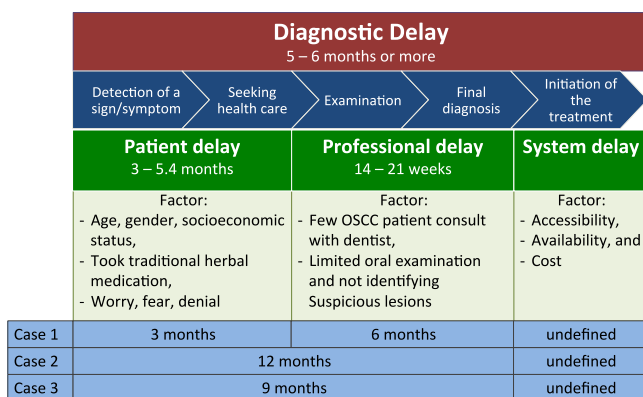 Diagnostic Delay
5 – 6 months or more
Detection of a
sign/symptom
Seeking
health care
Examination
Final
diagnosis
Initiation of
the
treatment
Patient delay
3 – 5.4 months
Professional delay
14 – 21 weeks
System delay
Factor:
- Age, gender, socioeconomic
status,
- Took traditional herbal
medication,
- Worry, fear, denial
Factor:
- Few OSCC patient consult
with dentist,
- Limited oral examination
and not identifying
Suspicious lesions
Factor:
- Accessibility,
- Availability, and
- Cost
Case 1 3 months 6 months undefined
Case 2 12 months undefined
Case 3 9 months undefined